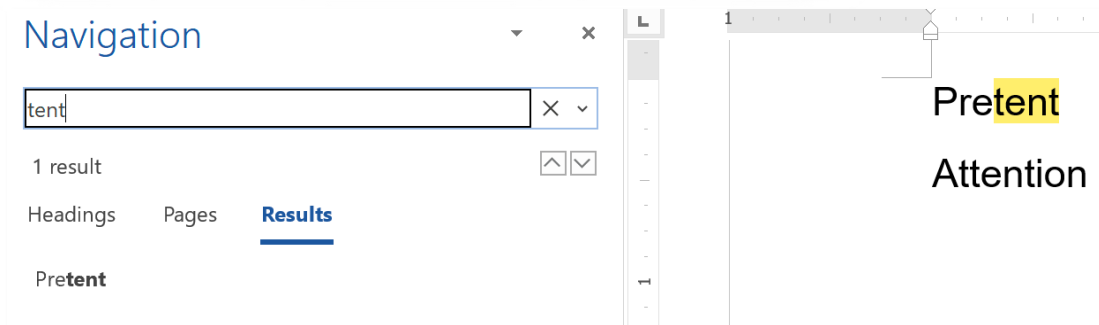 Navigation
tent
1 result
Headings Pages Results
Pretent
1
1
Pretent
Attention